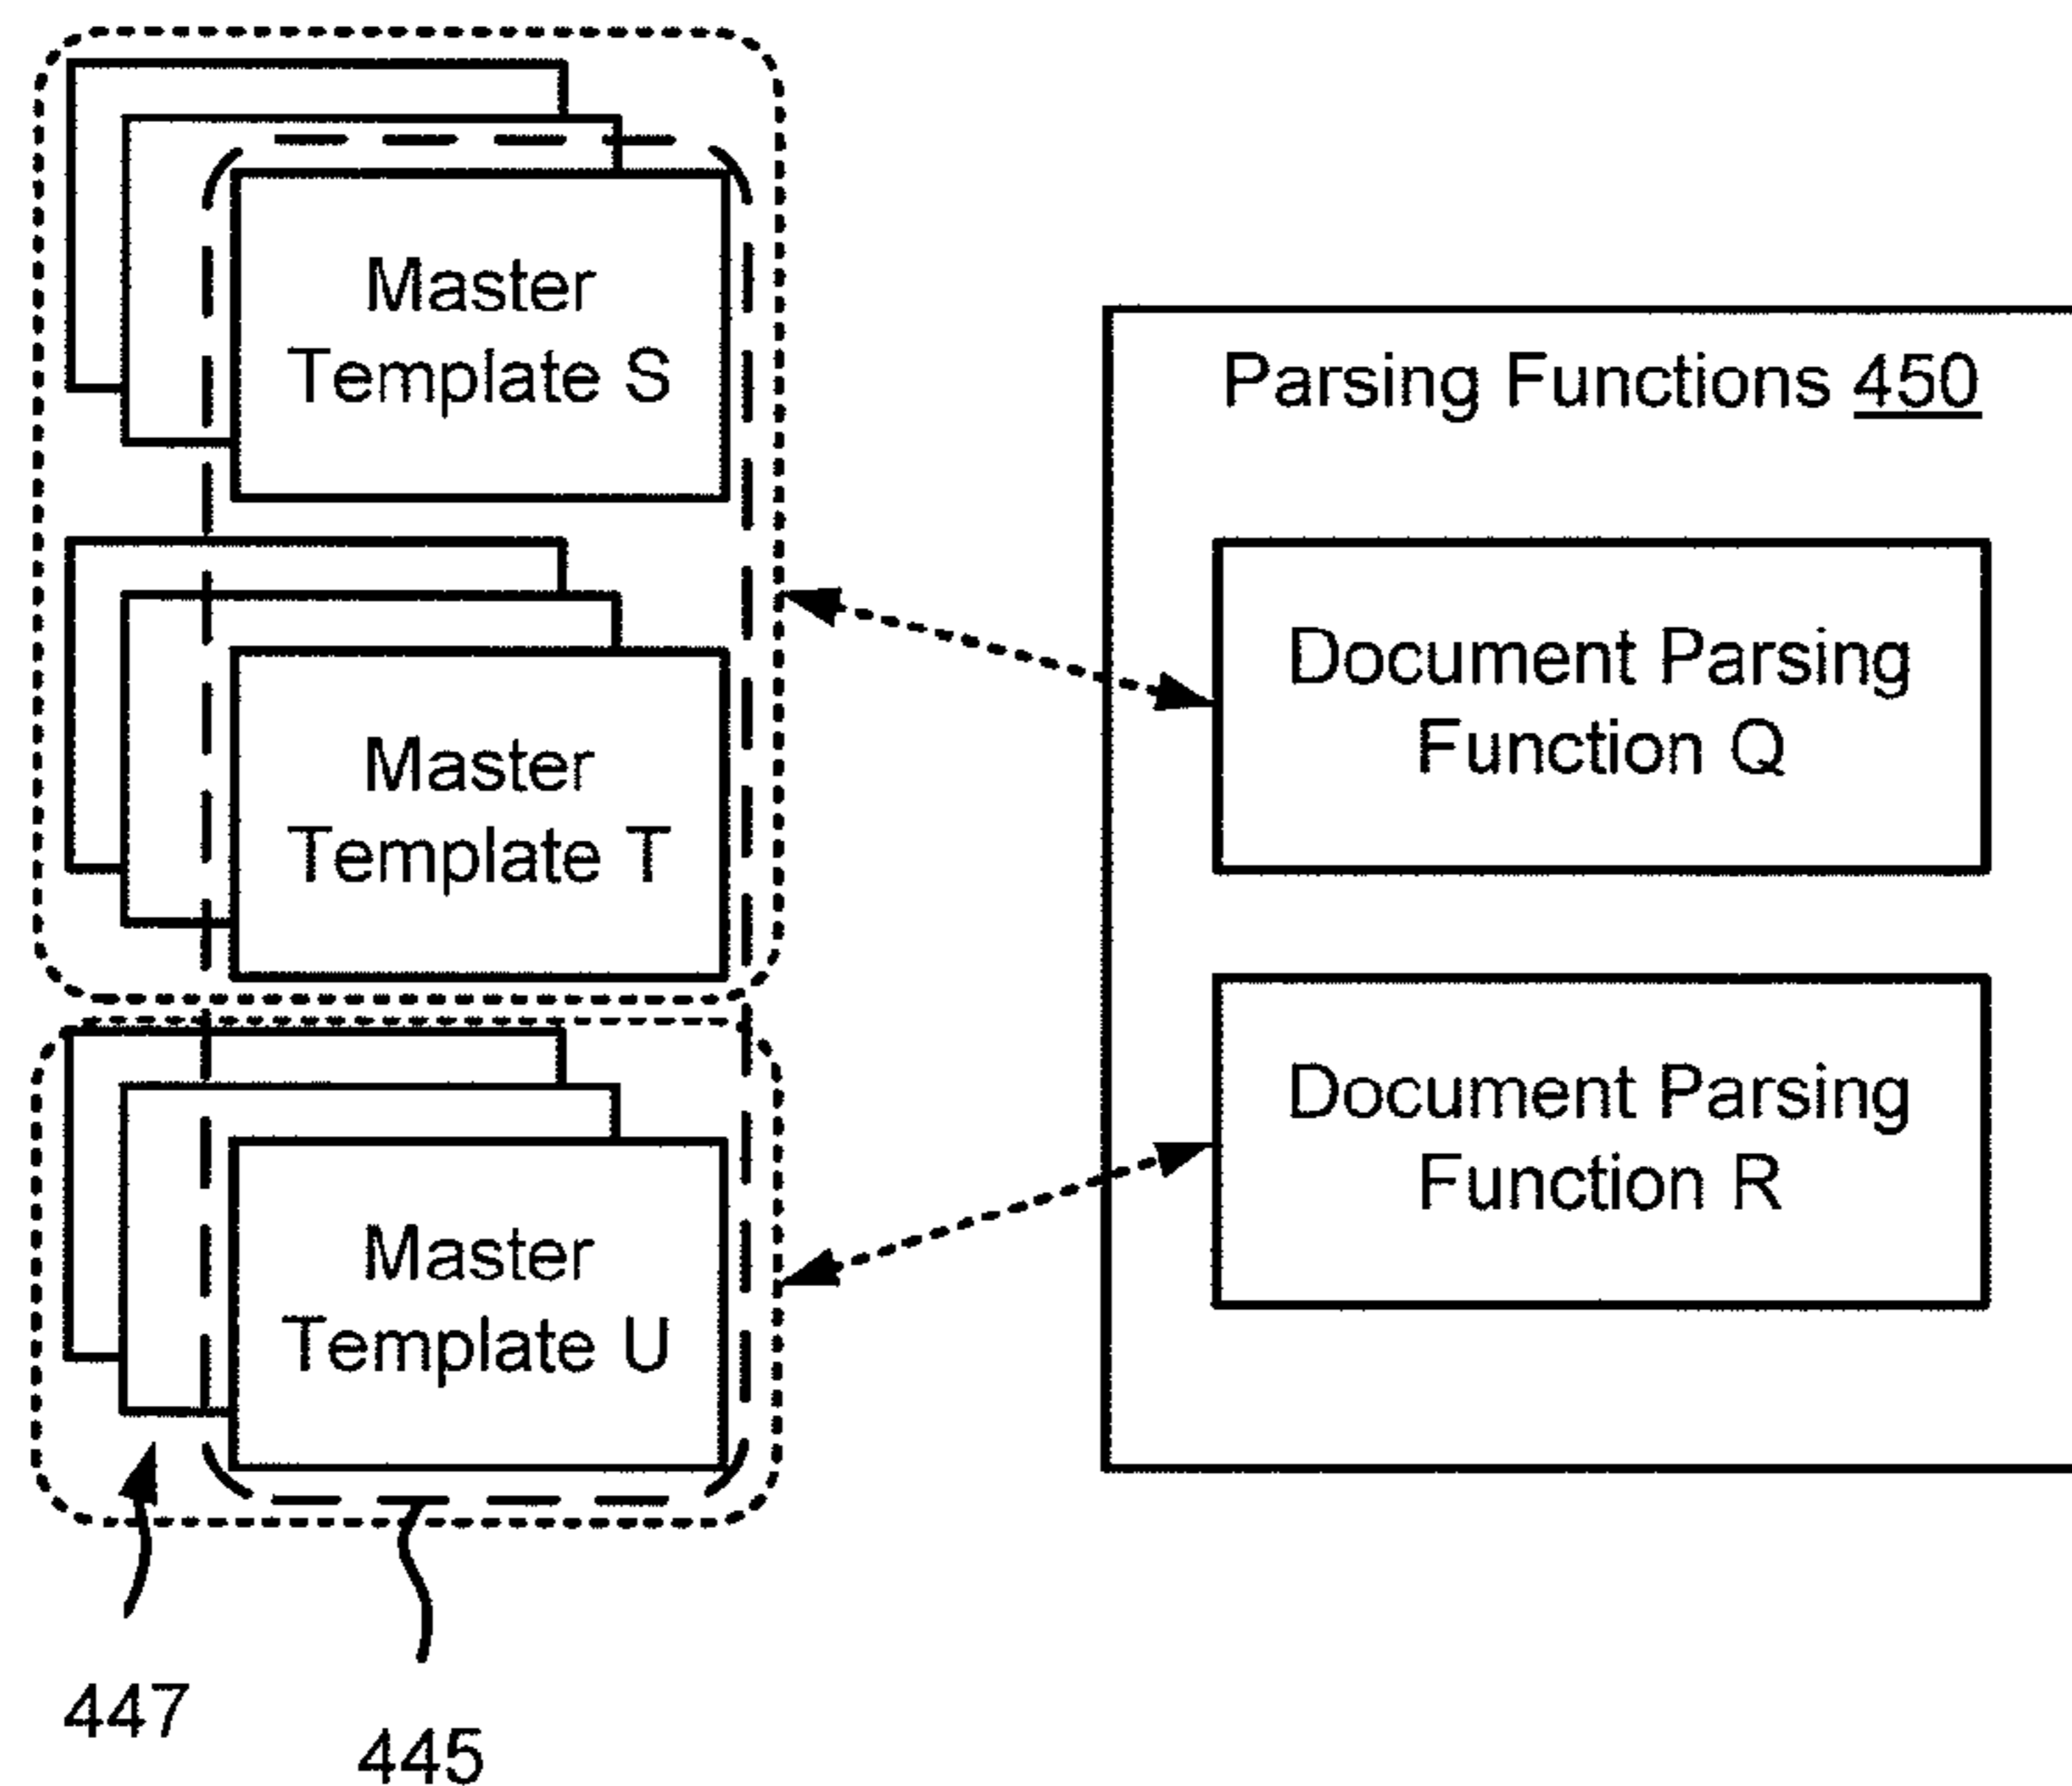 Master
Template S
Master
Template T
Master
Template U
447
445
Parsing Functions 450
Document Parsing
Function Q
Document Parsing
Function R